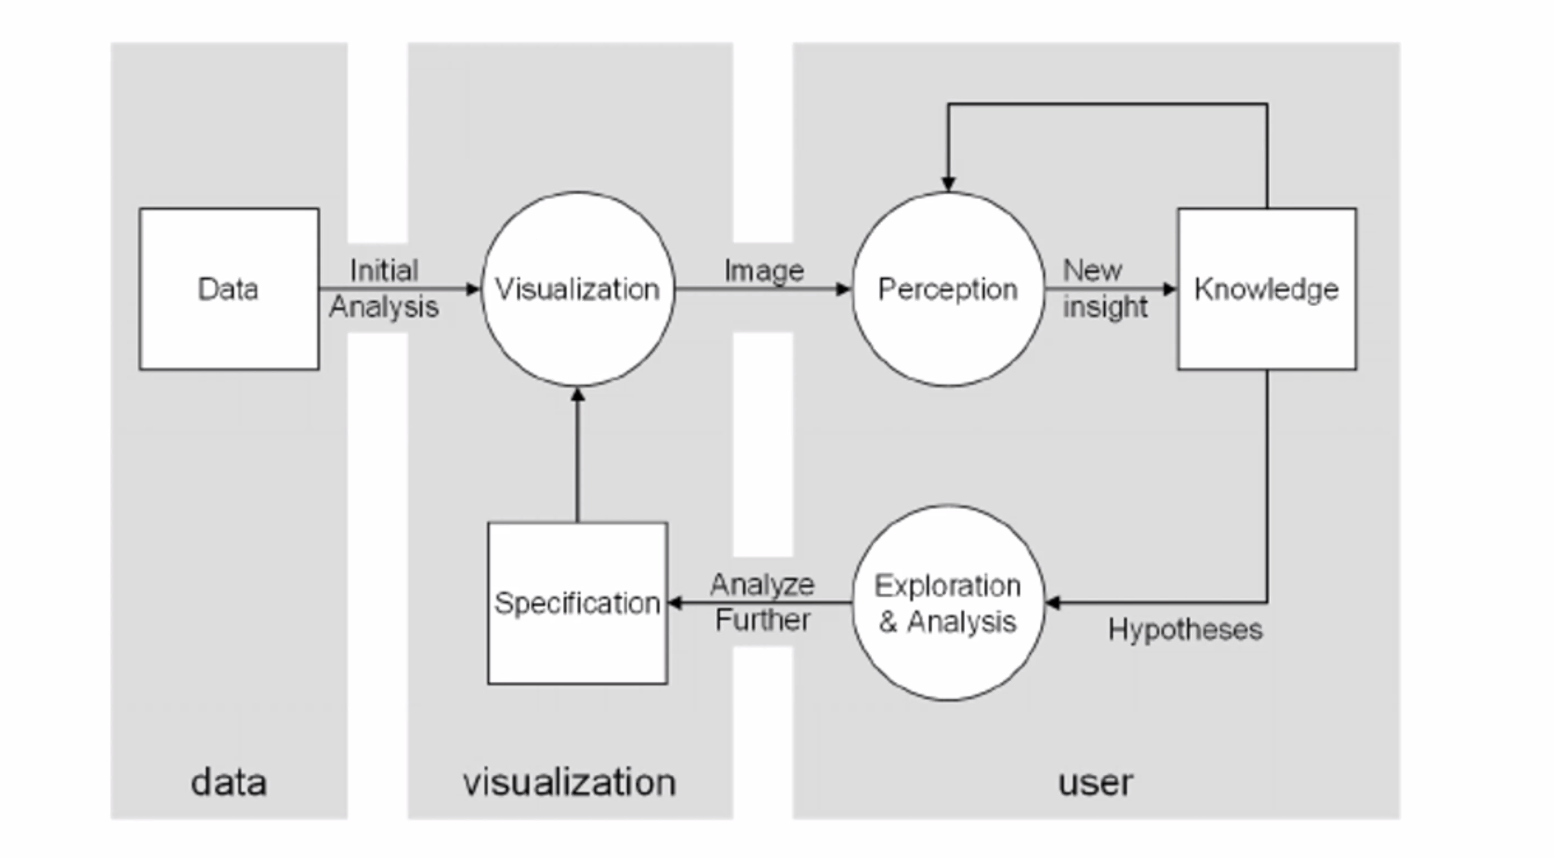 Data
Initial
Analysis
Visualization
Image
Perception
New
insight
Knowledge
Specification
Analyze
Further
Exploration
& Analysis
Hypotheses
data
visualization
user